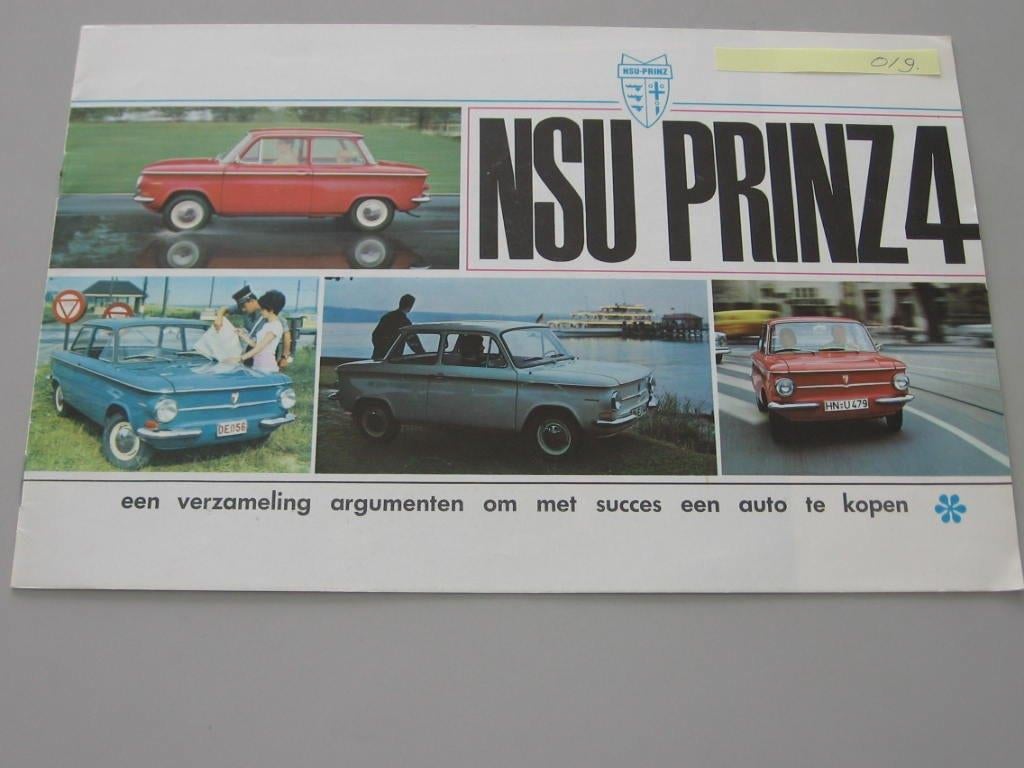 019.
NSU-PRINZ
NSU PRINZ 4
DE 056
HN:U 479
een verzameling argumenten om met succes een auto te kopen